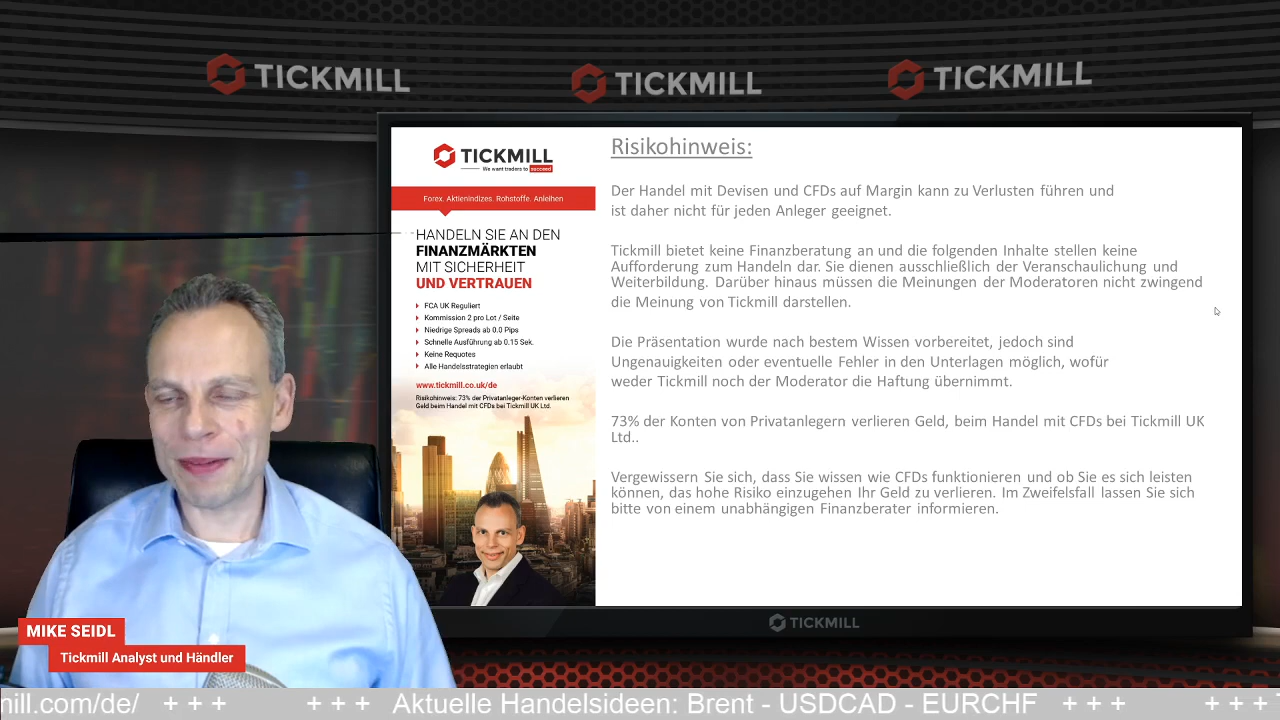 TICKMILL
TICKMILL
TICKMILL
TICKMILL
We want traders to succeed
Forex. Aktienindizes. Rohstoffe. Anleihen
HANDELN SIE AN DEN
FINANZMÄRKTEN
MIT SICHERHEIT
UND VERTRAUEN
FCA UK Reguliert
Kommission 2 pro Lot / Seite
Niedrige Spreads ab 0.0 Pips
Schnelle Ausführung ab 0.15 Sek.
Keine Requotes
Alle Handelsstrategien erlaubt
www.tickmill.co.uk/de
Risikohinweis: 73% der Privatanleger-Konten verlieren
Geld beim Handel mit CFDs bei Tickmill UK Ltd.
Risikohinweis:
Der Handel mit Devisen und CFDs auf Margin kann zu Verlusten führen und
ist daher nicht für jeden Anleger geeignet.
Tickmill bietet keine Finanzberatung an und die folgenden Inhalte stellen keine
Aufforderung zum Handeln dar. Sie dienen ausschließlich der Veranschaulichung und
Weiterbildung. Darüber hinaus müssen die Meinungen der Moderatoren nicht zwingend
die Meinung von Tickmill darstellen.
Die Präsentation wurde nach bestem Wissen vorbereitet, jedoch sind
Ungenauigkeiten oder eventuelle Fehler in den Unterlagen möglich, wofür
weder Tickmill noch der Moderator die Haftung übernimmt.
73% der Konten von Privatanlegern verlieren Geld, beim Handel mit CFDs bei Tickmill UK
Ltd..
Vergewissern Sie sich, dass Sie wissen wie CFDs funktionieren und ob Sie es sich leisten
können, das hohe Risiko einzugehen Ihr Geld zu verlieren. Im Zweifelsfall lassen Sie sich
bitte von einem unabhängigen Finanzberater informieren.
TICKMILL
MIKE SEIDL
Tickmill Analyst und Händler
mill.com/de/ +++ +++ Aktuelle Handelsideen: Brent - USDCAD - EURCHF +++ +++